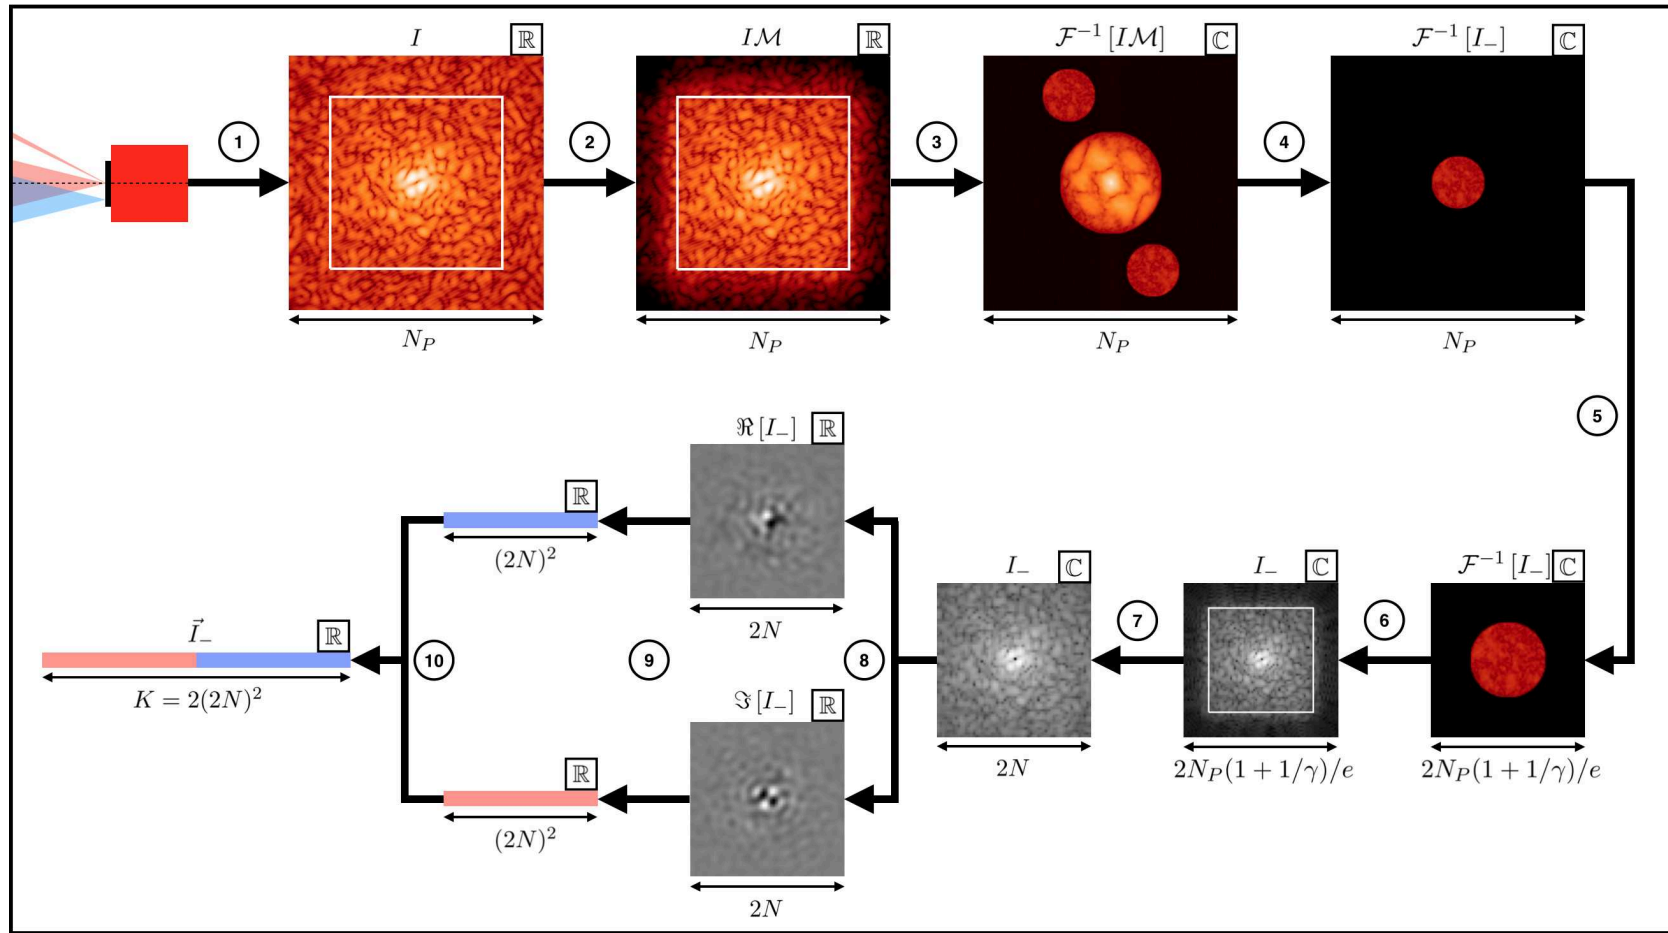 I ℝ
Iℳ ℝ
ℱ⁻¹ [Iℳ] ℂ
ℱ⁻¹ [I₋] ℂ
1
2
3
4
N_P
N_P
N_P
N_P
5
ℜ [I₋] ℝ
ℝ
(2N)²
2N
I₋ ℂ
I₋ ℂ
ℱ⁻¹ [I₋] ℂ
7
6
I⃗₋ ℝ
10
9
8
K = 2(2N)²
ℑ [I₋] ℝ
2N
2N_P(1 + 1/γ)/e
2N_P(1 + 1/γ)/e
ℝ
(2N)²
2N